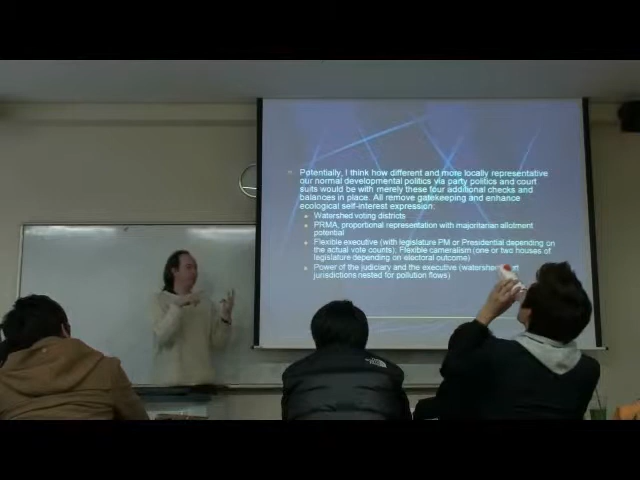 Potentially, I think how different and more locally representative
our normal developmental politics via party politics and court
suits would be with merely these four additional checks and
balances in place. All remove gatekeeping and enhance
ecological self-interest expression:
Watershed voting districts
PRMA, proportional representation with majoritarian allotment
potential
Flexible executive (with legislature PM or Presidential depending on
the actual vote counts); Flexible cameralism (one or two houses of
legislature depending on electoral outcome)
Power of the judiciary and the executive (watershed
jurisdictions nested for pollution flows)
THE NORTH FACE